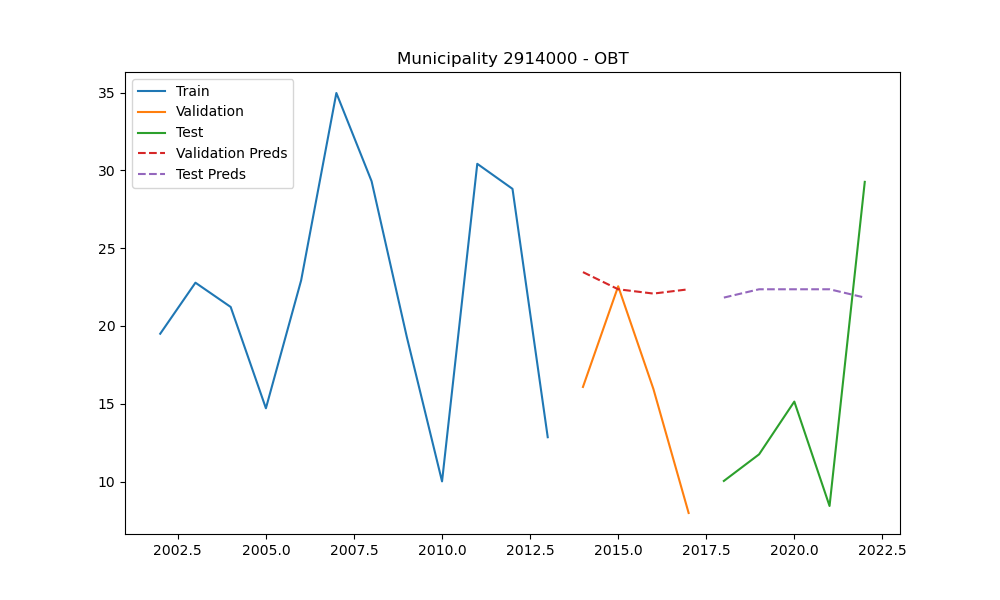 Municipality 2914000 - OBT
Train
Validation
Test
Validation Preds
Test Preds
35
30
25
20
15
10
2002.5 2005.0 2007.5 2010.0 2012.5 2015.0 2017.5 2020.0 2022.5